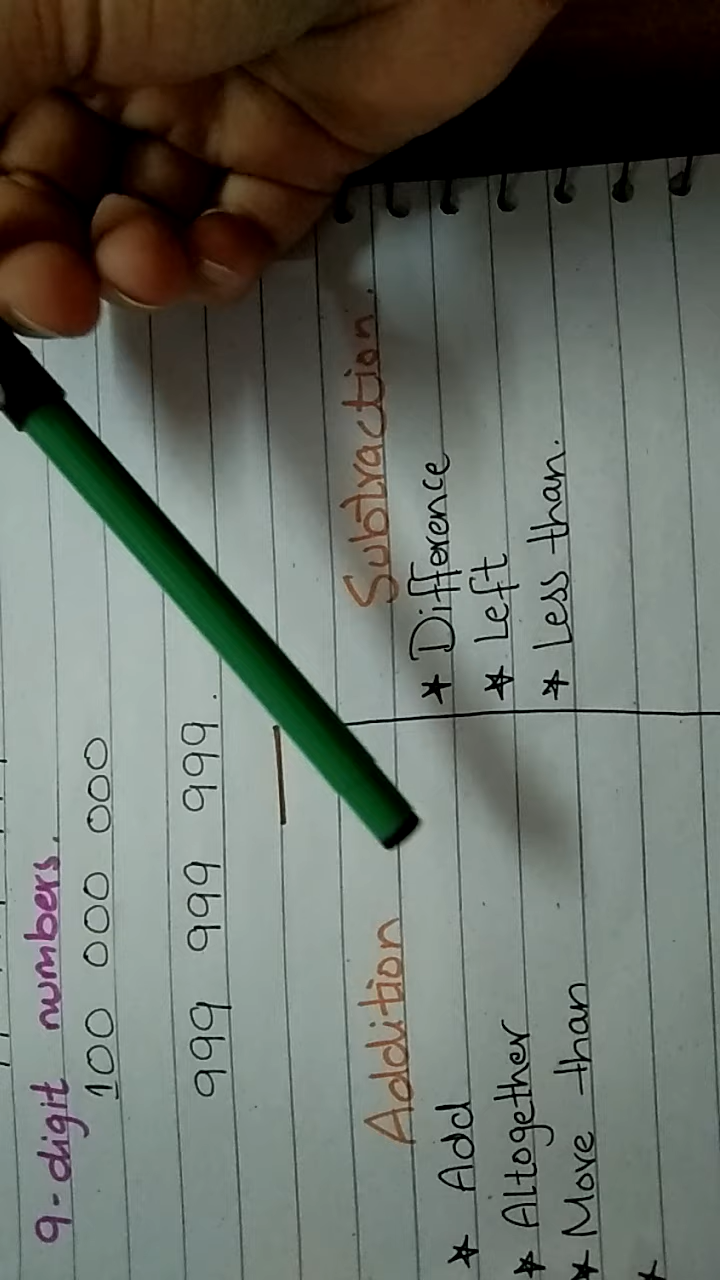 9-digit numbers.
100 000 000
999 999 999.
Addition
* Add
* Altogether
* More than
*
Subtraction.
* Difference
* Left
* Less than.